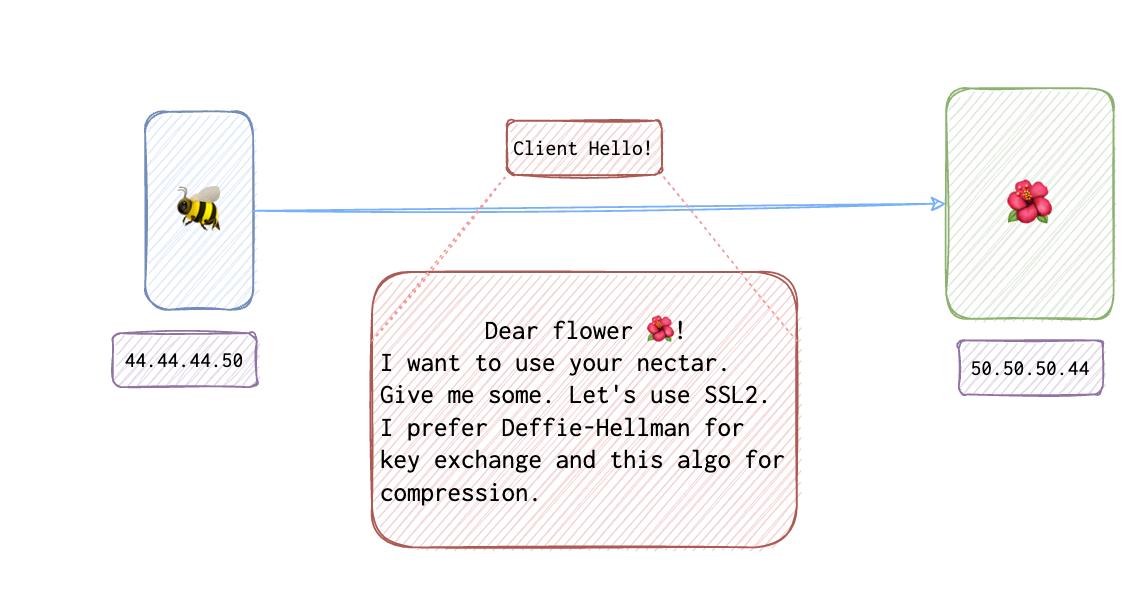 Client Hello!
44.44.44.50
50.50.50.44
Dear flower 🌺!
I want to use your nectar.
Give me some. Let's use SSL2.
I prefer Deffie-Hellman for
key exchange and this algo for
compression.